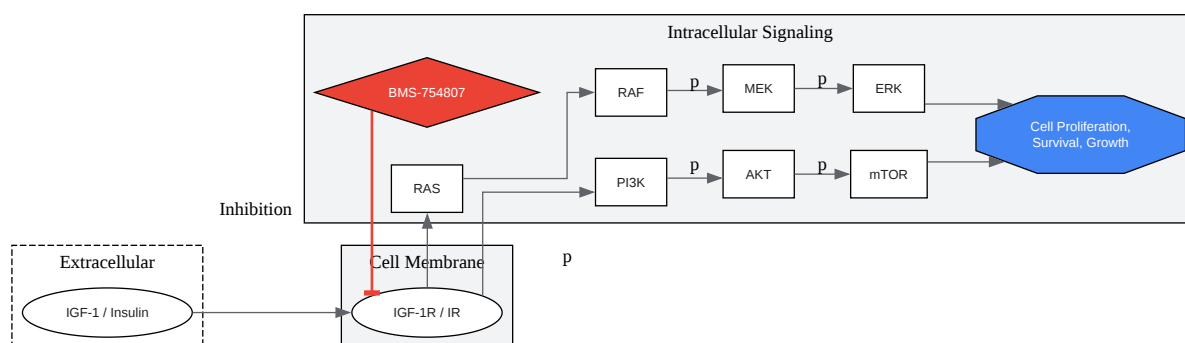 Intracellular Signaling
BMS-754807
RAF
p
MEK
p
ERK
Cell Proliferation,
Survival, Growth
RAS
PI3K
p
AKT
p
mTOR
Inhibition
Extracellular
Cell Membrane
p
IGF-1 / Insulin
IGF-1R / IR